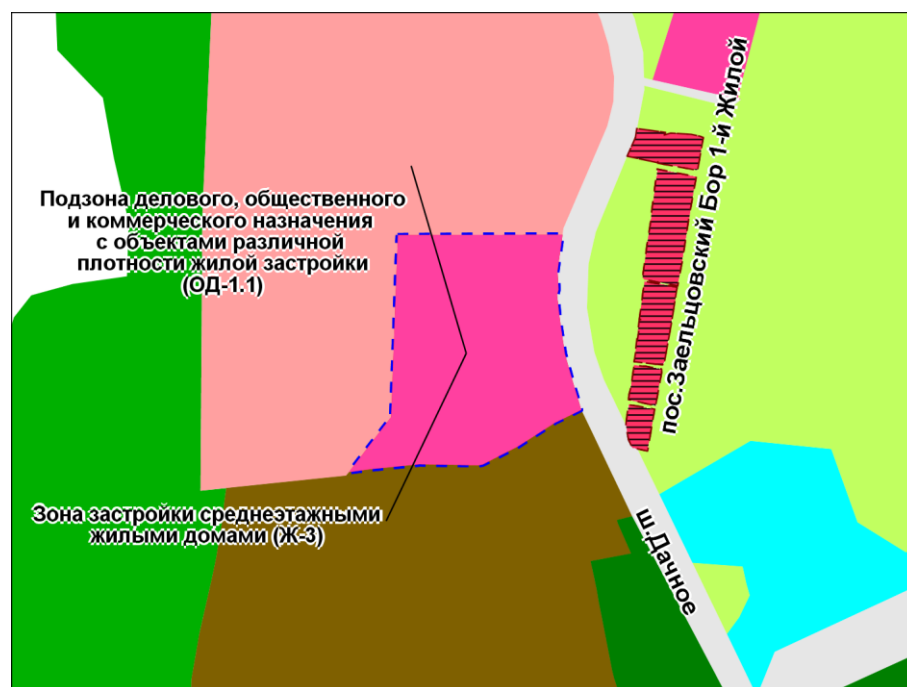 Подзона делового, общественного
и коммерческого назначения
с объектами различной
плотности жилой застройки
(ОД-1.1)
пос.Заельцовский Бор 1-й Жилой
Зона застройки среднеэтажными
жилыми домами (Ж-3)
ш.Дачное